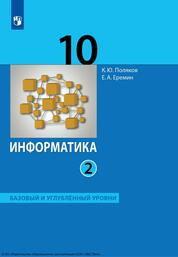 10
К. Ю. Поляков
Е. А. Еремин
ИНФОРМАТИКА
2
БАЗОВЫЙ И УГЛУБЛЁННЫЙ УРОВНИ